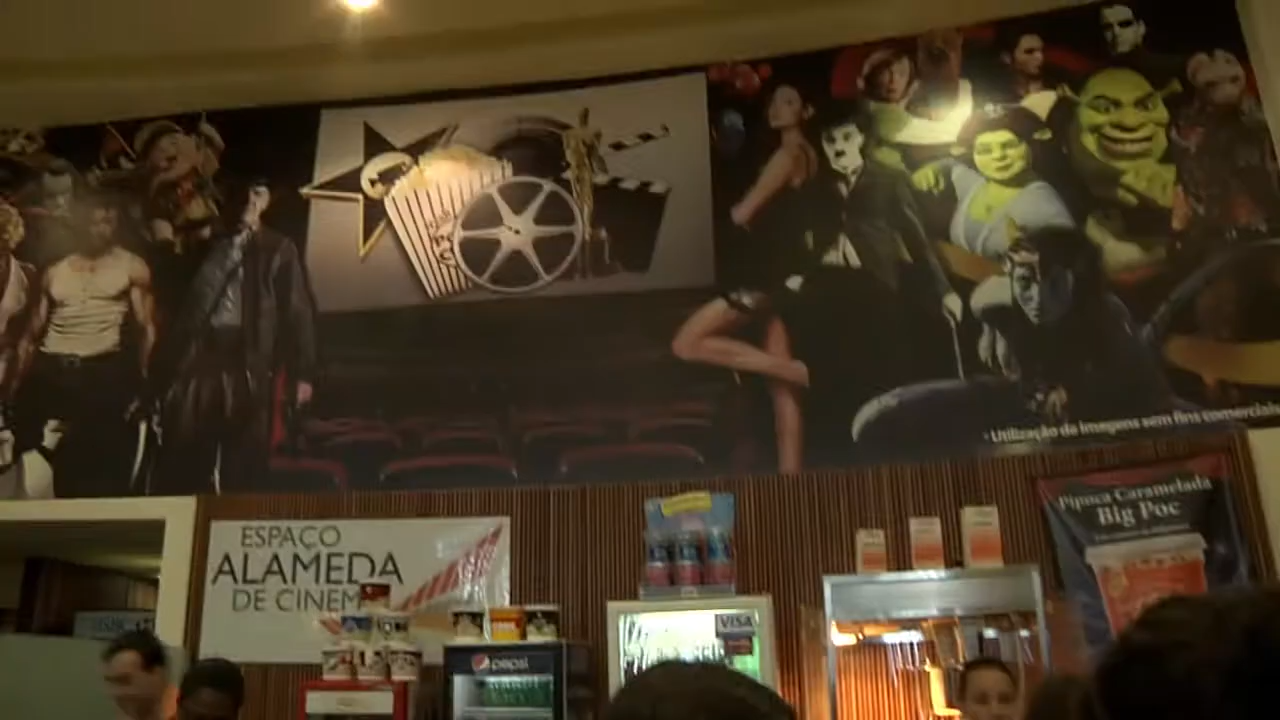 - Utilização de imagens sem fins comerciais
Pipoca Caramelada
Big Poc
ESPAÇO
ALAMEDA
DE CINEM
VISA
pepsi